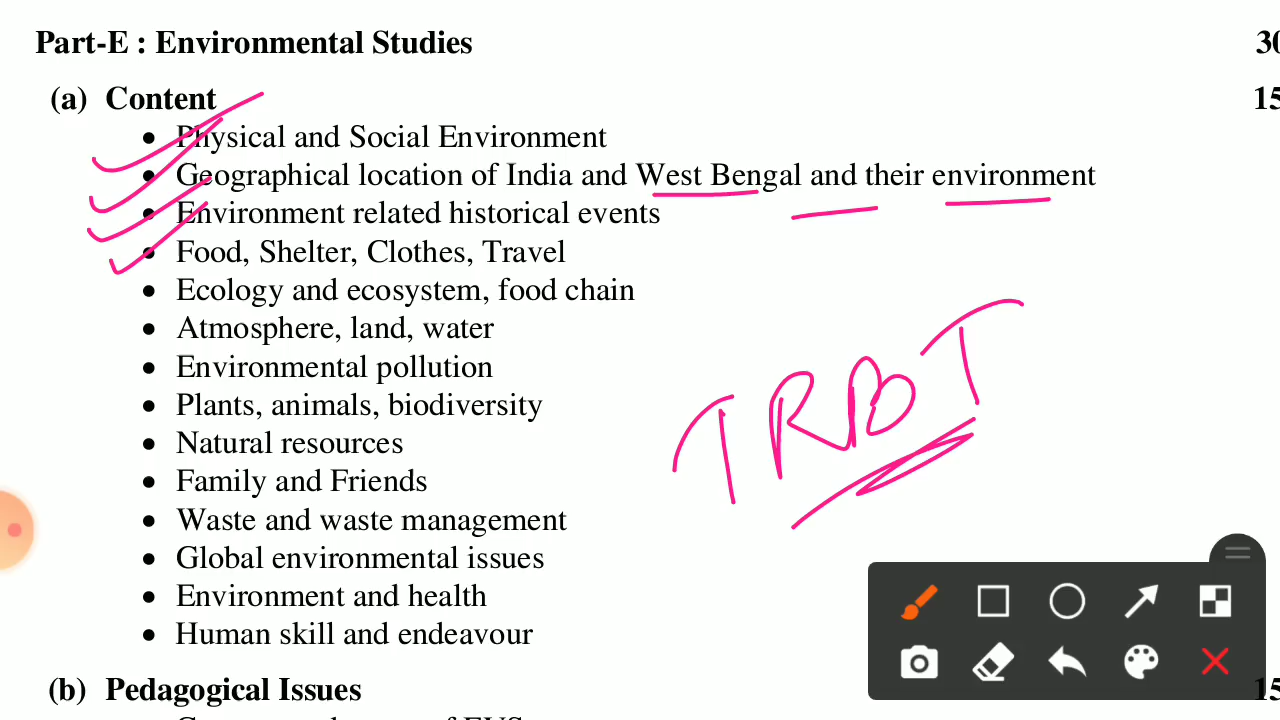 Part-E : Environmental Studies 30
(a) Content 15
• Physical and Social Environment
• Geographical location of India and West Bengal and their environment
• Environment related historical events
• Food, Shelter, Clothes, Travel
• Ecology and ecosystem, food chain
• Atmosphere, land, water
• Environmental pollution
• Plants, animals, biodiversity
• Natural resources
• Family and Friends
• Waste and waste management
• Global environmental issues
• Environment and health
• Human skill and endeavour
TRBT
(b) Pedagogical Issues 15